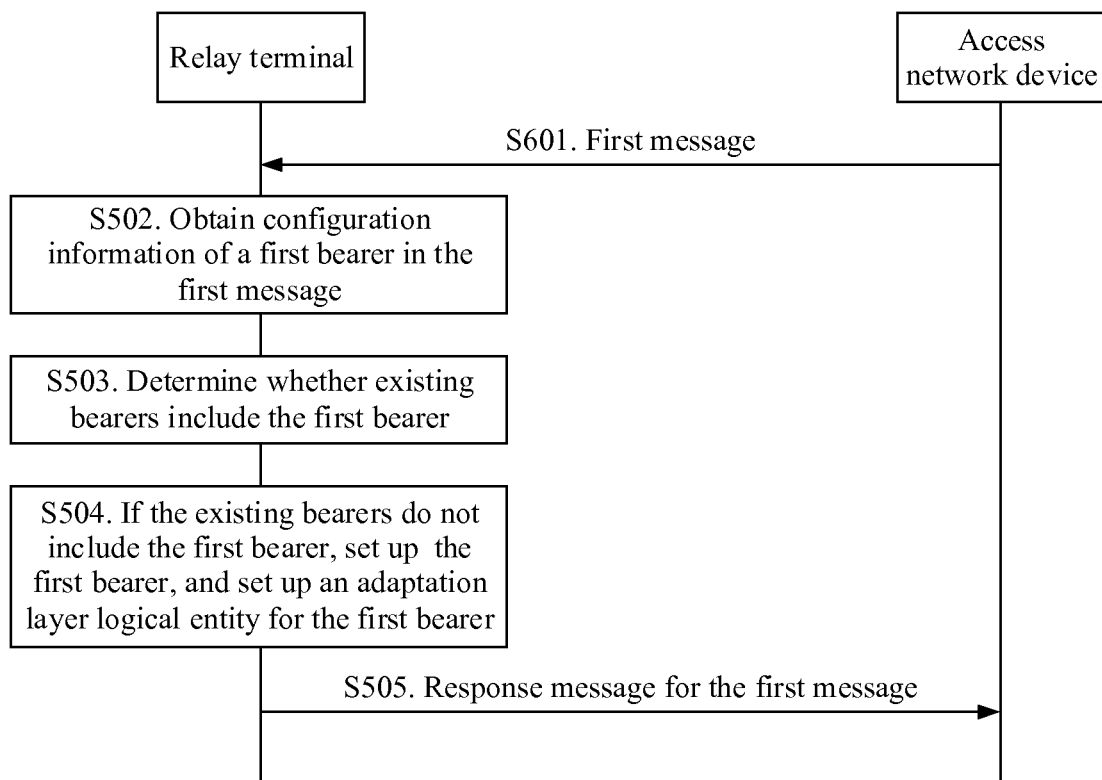 Relay terminal
Access
network device
S601. First message
S502. Obtain configuration
information of a first bearer in the
first message
S503. Determine whether existing
bearers include the first bearer
S504. If the existing bearers do not
include the first bearer, set up the
first bearer, and set up an adaptation
layer logical entity for the first bearer
S505. Response message for the first message